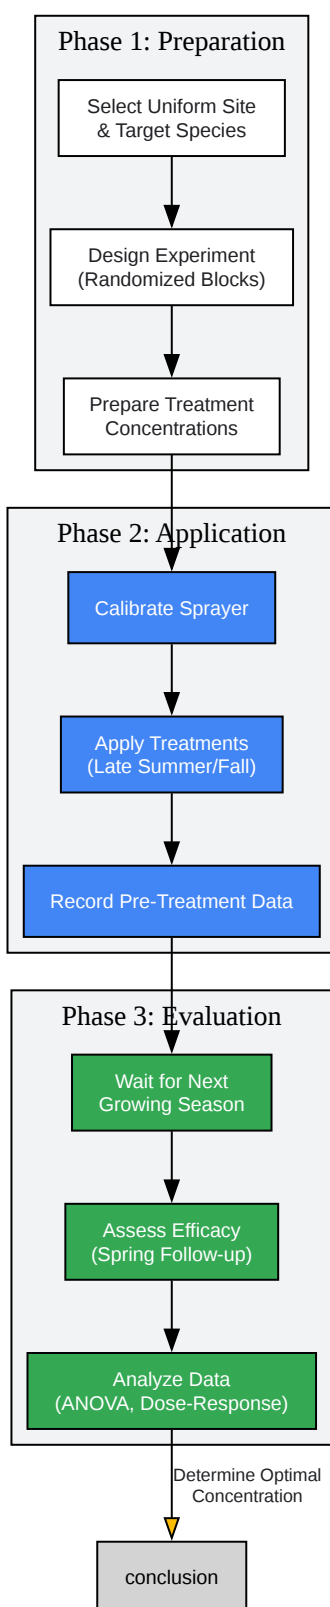 Phase 1: Preparation
Select Uniform Site
& Target Species
Design Experiment
(Randomized Blocks)
Prepare Treatment
Concentrations
Phase 2: Application
Calibrate Sprayer
Apply Treatments
(Late Summer/Fall)
Record Pre-Treatment Data
Phase 3: Evaluation
Wait for Next
Growing Season
Assess Efficacy
(Spring Follow-up)
Analyze Data
(ANOVA, Dose-Response)
Determine Optimal
Concentration
conclusion